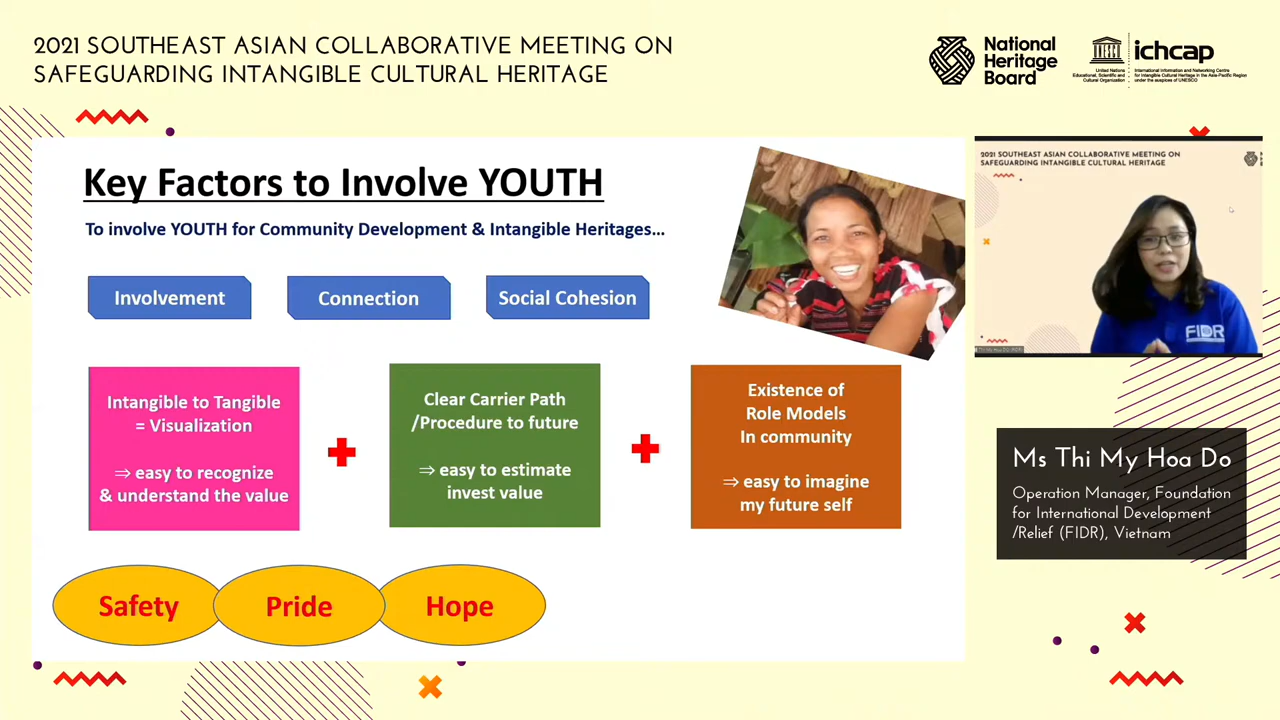 2021 SOUTHEAST ASIAN COLLABORATIVE MEETING ON
SAFEGUARDING INTANGIBLE CULTURAL HERITAGE
National
Heritage
Board
United Nations
Educational, Scientific and
Cultural Organization
ichcap
International Information and Networking Centre
for Intangible Cultural Heritage in the Asia-Pacific Region
under the auspices of UNESCO
Key Factors to Involve YOUTH
To involve YOUTH for Community Development & Intangible Heritages...
Involvement
Connection
Social Cohesion
Intangible to Tangible
= Visualization
⇒ easy to recognize
& understand the value
Clear Carrier Path
/Procedure to future
⇒ easy to estimate
invest value
Existence of
Role Models
In community
⇒ easy to imagine
my future self
Safety
Pride
Hope
2021 SOUTHEAST ASIAN COLLABORATIVE MEETING ON
SAFEGUARDING INTANGIBLE CULTURAL HERITAGE
FIDR
Ms Thi My Hoa Do
Operation Manager, Foundation
for International Development
/Relief (FIDR), Vietnam